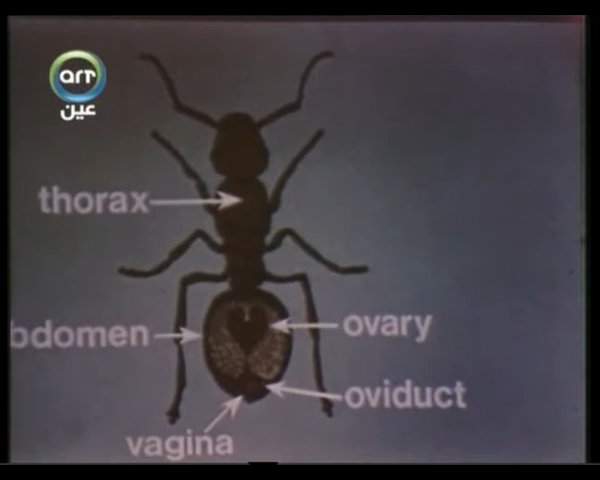 art
عين
thorax
bdomen
ovary
oviduct
vagina